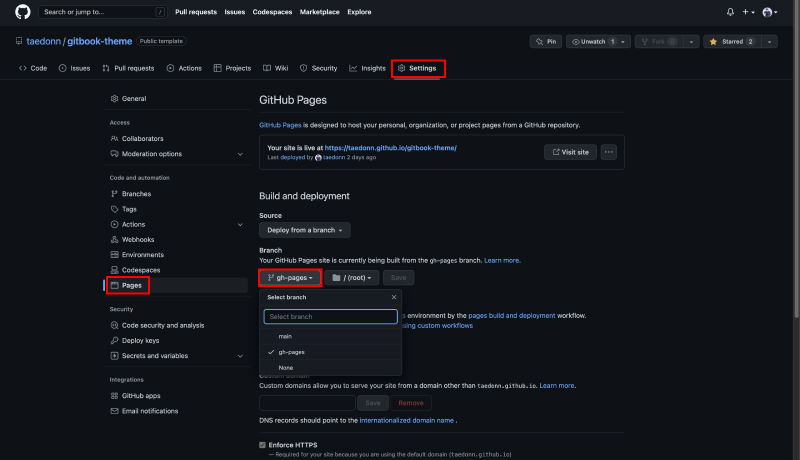 Search or jump to... /
Pull requests Issues Codespaces Marketplace Explore
taedonn / gitbook-theme Public template
Pin Unwatch 1 Fork 0 Starred 2
Code Issues Pull requests Actions Projects Wiki Security Insights Settings
General
Access
Collaborators
Moderation options
Code and automation
Branches
Tags
Actions
Webhooks
Environments
Codespaces
Pages
Security
Code security and analysis
Deploy keys
Secrets and variables
Integrations
GitHub apps
Email notifications
GitHub Pages
GitHub Pages is designed to host your personal, organization, or project pages from a GitHub repository.
Your site is live at https://taedonn.github.io/gitbook-theme/
Last deployed by taedonn 2 days ago
Visit site
Build and deployment
Source
Deploy from a branch
Branch
Your GitHub Pages site is currently being built from the gh-pages branch. Learn more.
gh-pages / (root) Save
Select branch
Select branch
main
gh-pages
None
environment by the pages build and deployment workflow.
using custom workflows
Custom domains allow you to serve your site from a domain other than taedonn.github.io. Learn more.
Save Remove
DNS records should point to the internationalized domain name .
Enforce HTTPS
— Required for your site because you are using the default domain (taedonn.github.io)